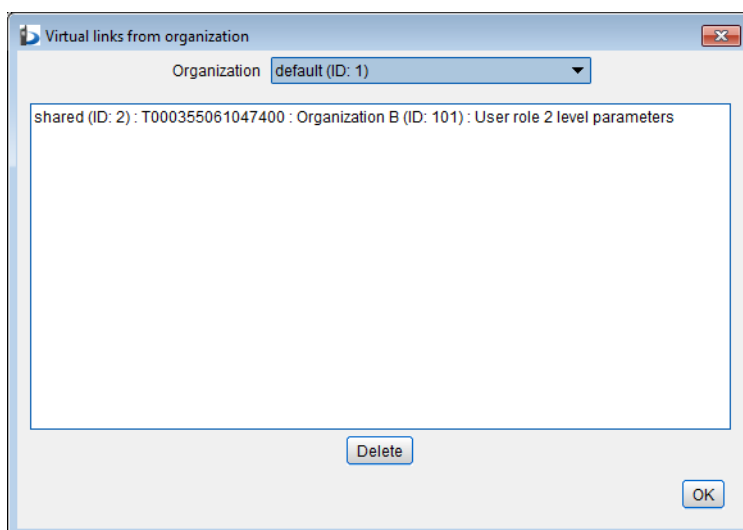 Virtual links from organization
Organization default (ID: 1)
shared (ID: 2) : T000355061047400 : Organization B (ID: 101) : User role 2 level parameters
Delete
OK